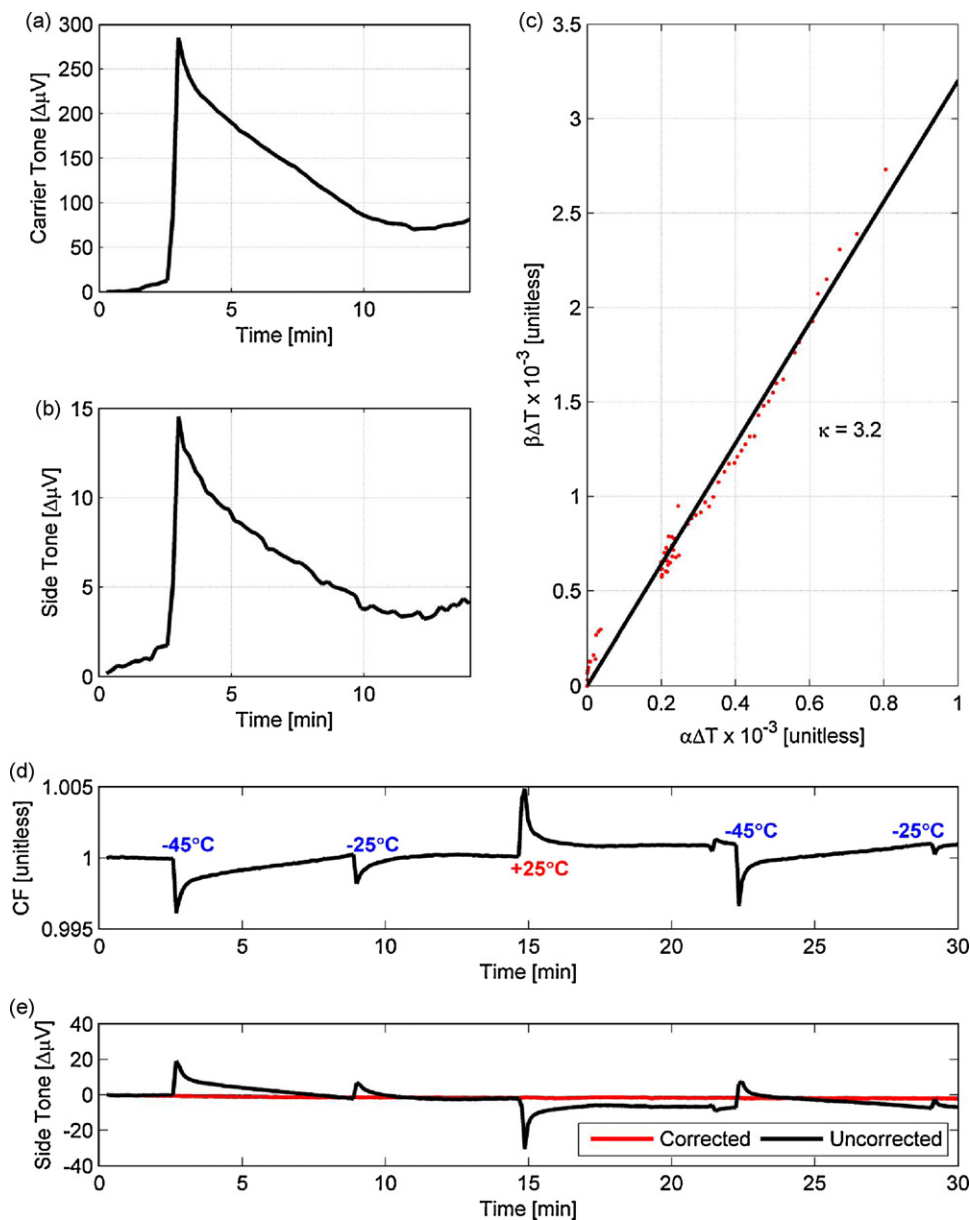 (a)
300
250
200
150
100
50
0
Carrier Tone [ΔµV]
0 5 10
Time [min]
(b)
15
10
5
0
Side Tone [ΔµV]
0 5 10
Time [min]
(c)
3.5
3
2.5
2
1.5
1
0.5
0
βΔT x 10⁻³ [unitless]
κ = 3.2
0 0.2 0.4 0.6 0.8 1
αΔT x 10⁻³ [unitless]
(d)
1.005
1
0.995
CF [unitless]
-45°C
-25°C
+25°C
-45°C
-25°C
0 5 10 15 20 25 30
Time [min]
(e)
40
20
0
-20
-40
Side Tone [ΔµV]
Corrected
Uncorrected
0 5 10 15 20 25 30
Time [min]